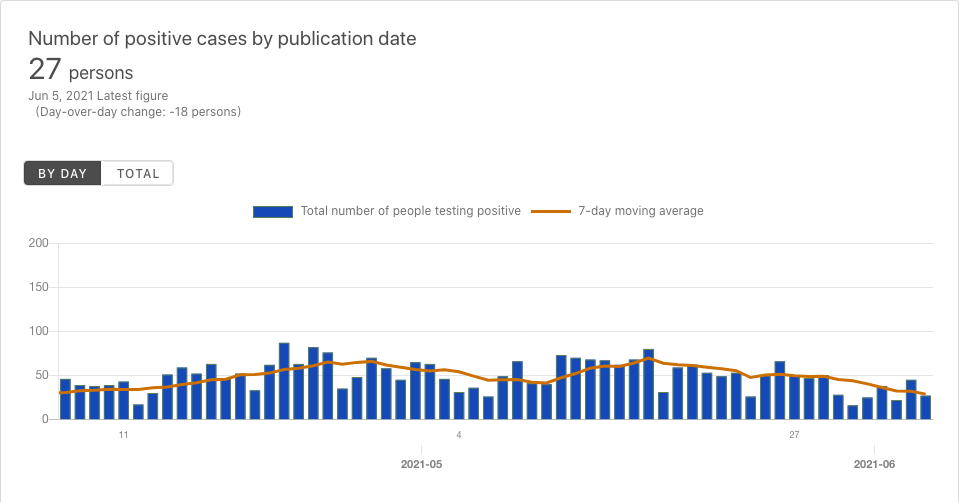 Number of positive cases by publication date
27 persons
Jun 5, 2021 Latest figure
(Day-over-day change: -18 persons)
BY DAY TOTAL
Total number of people testing positive 7-day moving average
200
150
100
50
0
11 4 27
2021-05 2021-06